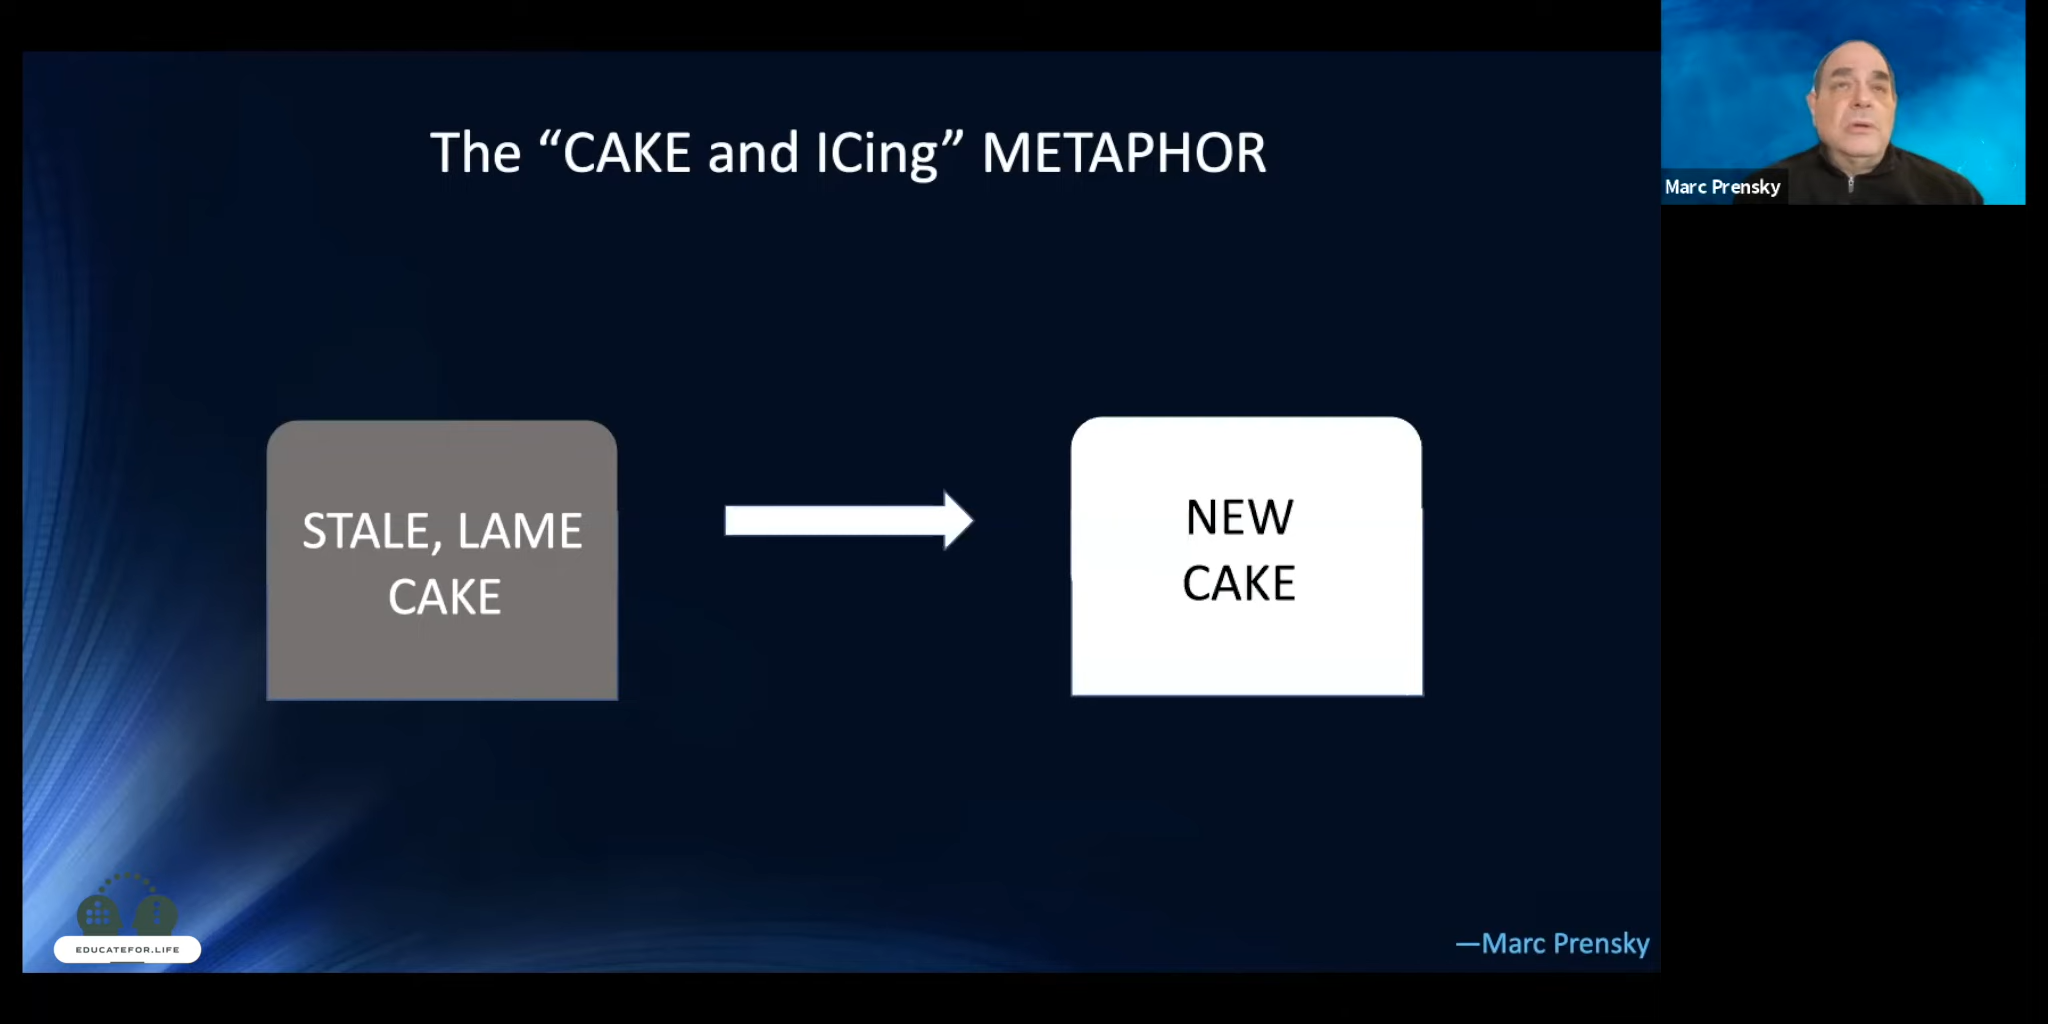 The “CAKE and ICing” METAPHOR
Marc Prensky
STALE, LAME
CAKE
NEW
CAKE
EDUCATEFOR.LIFE
—Marc Prensky